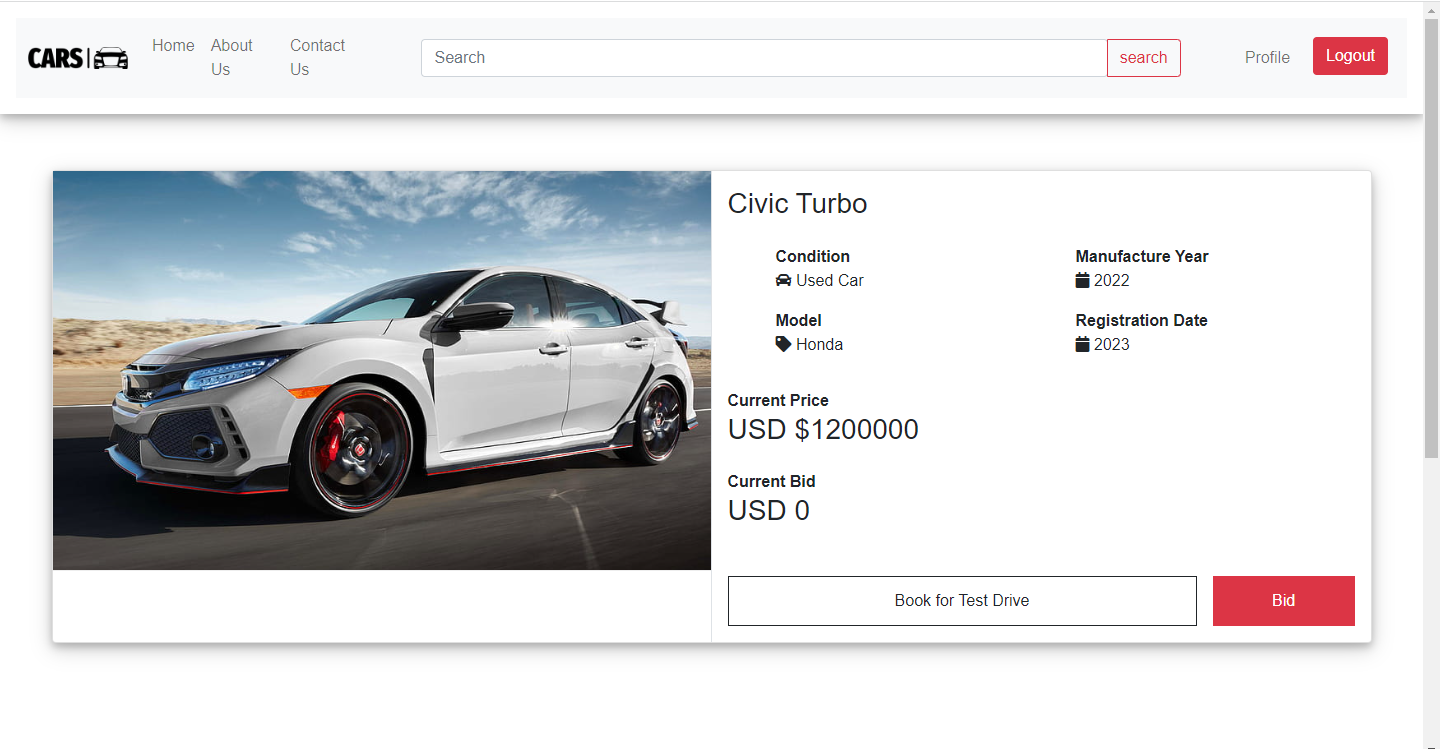 CARS
Home
About Us
Contact Us
Search
search
Profile
Logout
Civic Turbo
Condition
Used Car
Manufacture Year
2022
Model
Honda
Registration Date
2023
Current Price
USD $1200000
Current Bid
USD 0
Book for Test Drive
Bid